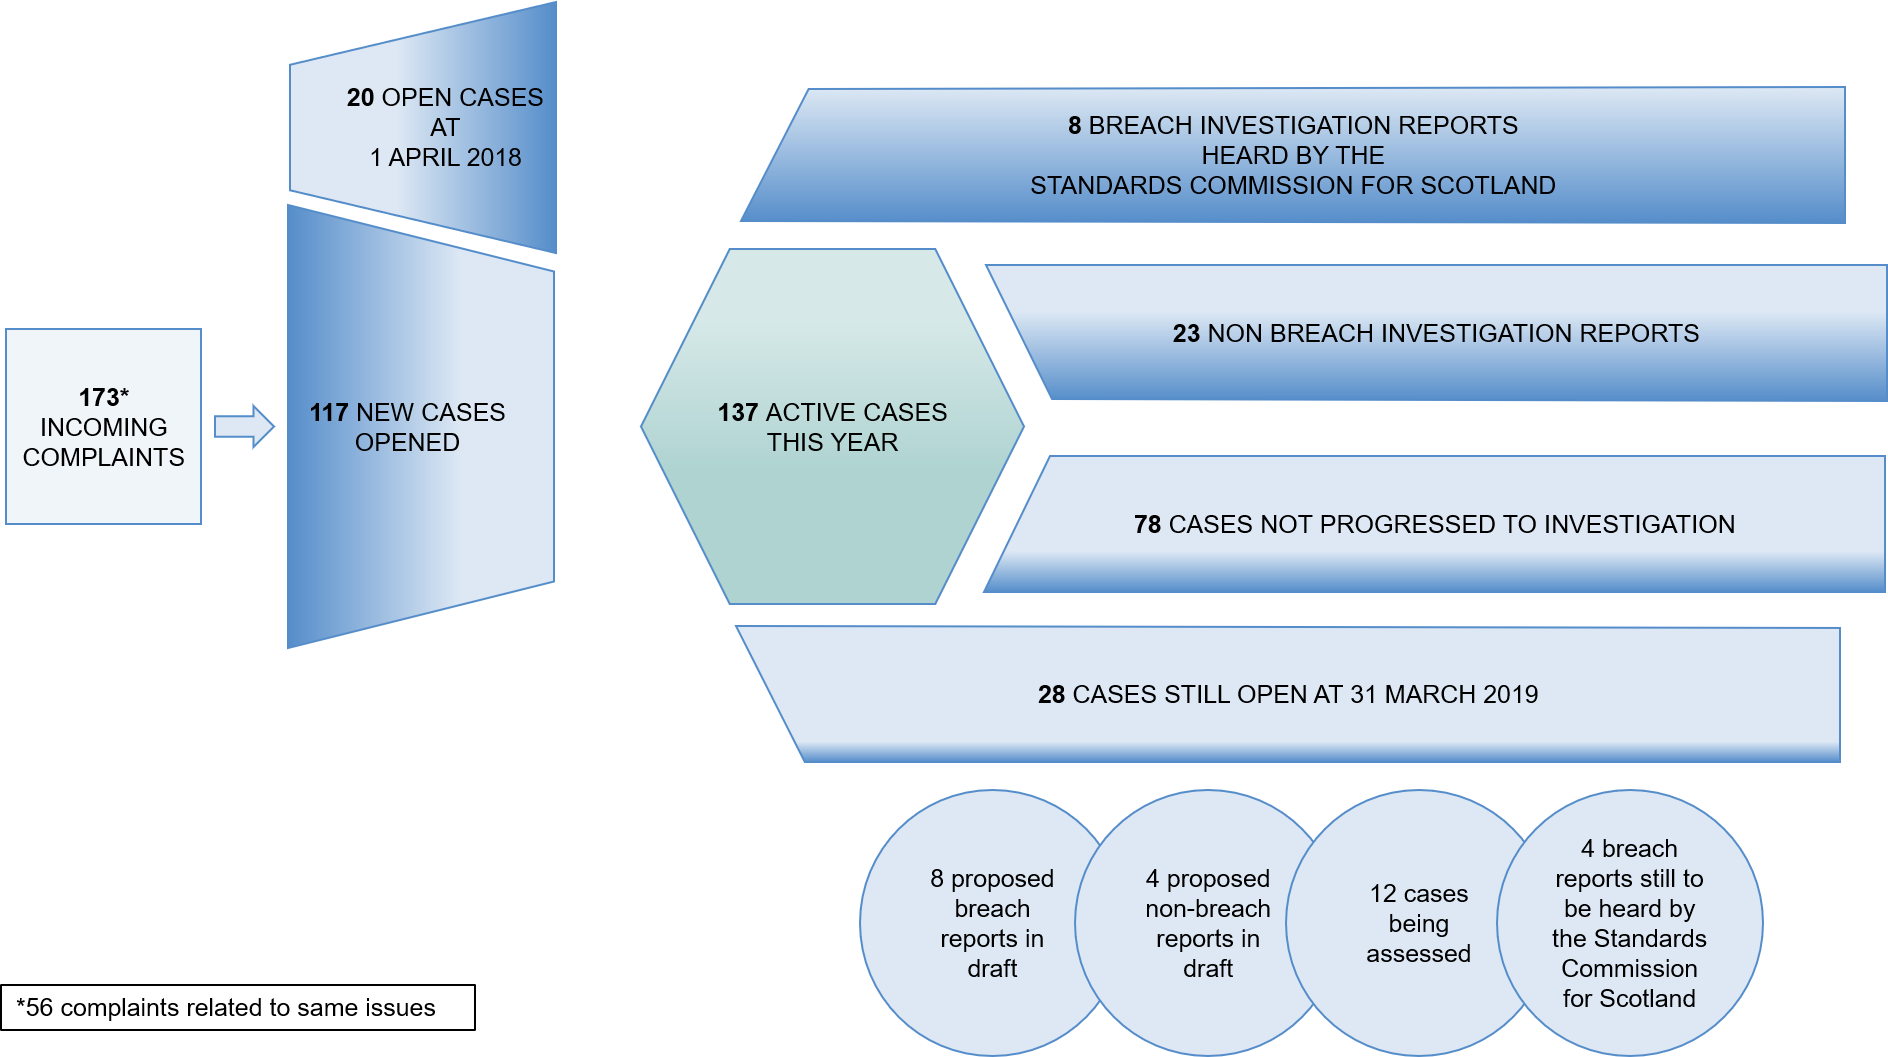 20 OPEN CASES
AT
1 APRIL 2018
8 BREACH INVESTIGATION REPORTS
HEARD BY THE
STANDARDS COMMISSION FOR SCOTLAND
173*
INCOMING
COMPLAINTS
117 NEW CASES
OPENED
137 ACTIVE CASES
THIS YEAR
23 NON BREACH INVESTIGATION REPORTS
78 CASES NOT PROGRESSED TO INVESTIGATION
28 CASES STILL OPEN AT 31 MARCH 2019
8 proposed
breach
reports in
draft
4 proposed
non-breach
reports in
draft
12 cases
being
assessed
4 breach
reports still to
be heard by
the Standards
Commission
for Scotland
*56 complaints related to same issues